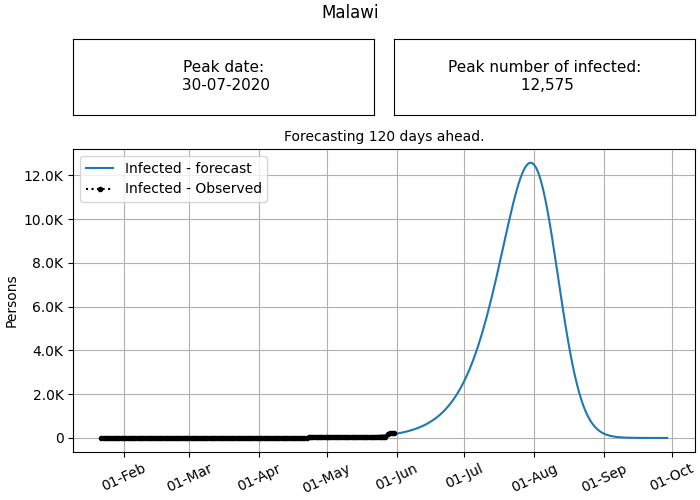 Malawi
Peak date:
30-07-2020
Peak number of infected:
12,575
Forecasting 120 days ahead.
Infected - forecast
Infected - Observed
Persons
12.0K
10.0K
8.0K
6.0K
4.0K
2.0K
0
01-Feb
01-Mar
01-Apr
01-May
01-Jun
01-Jul
01-Aug
01-Sep
01-Oct